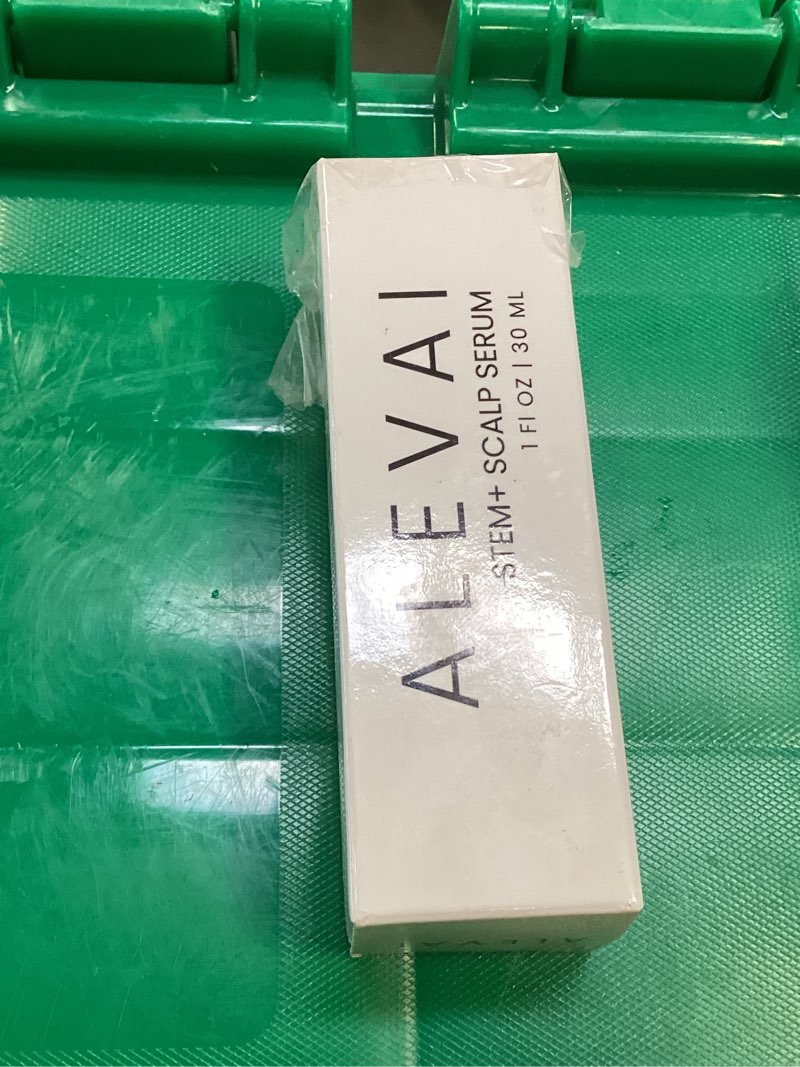 ALEVAI
STEM+ SCALP SERUM
1 Fl OZ | 30 ML